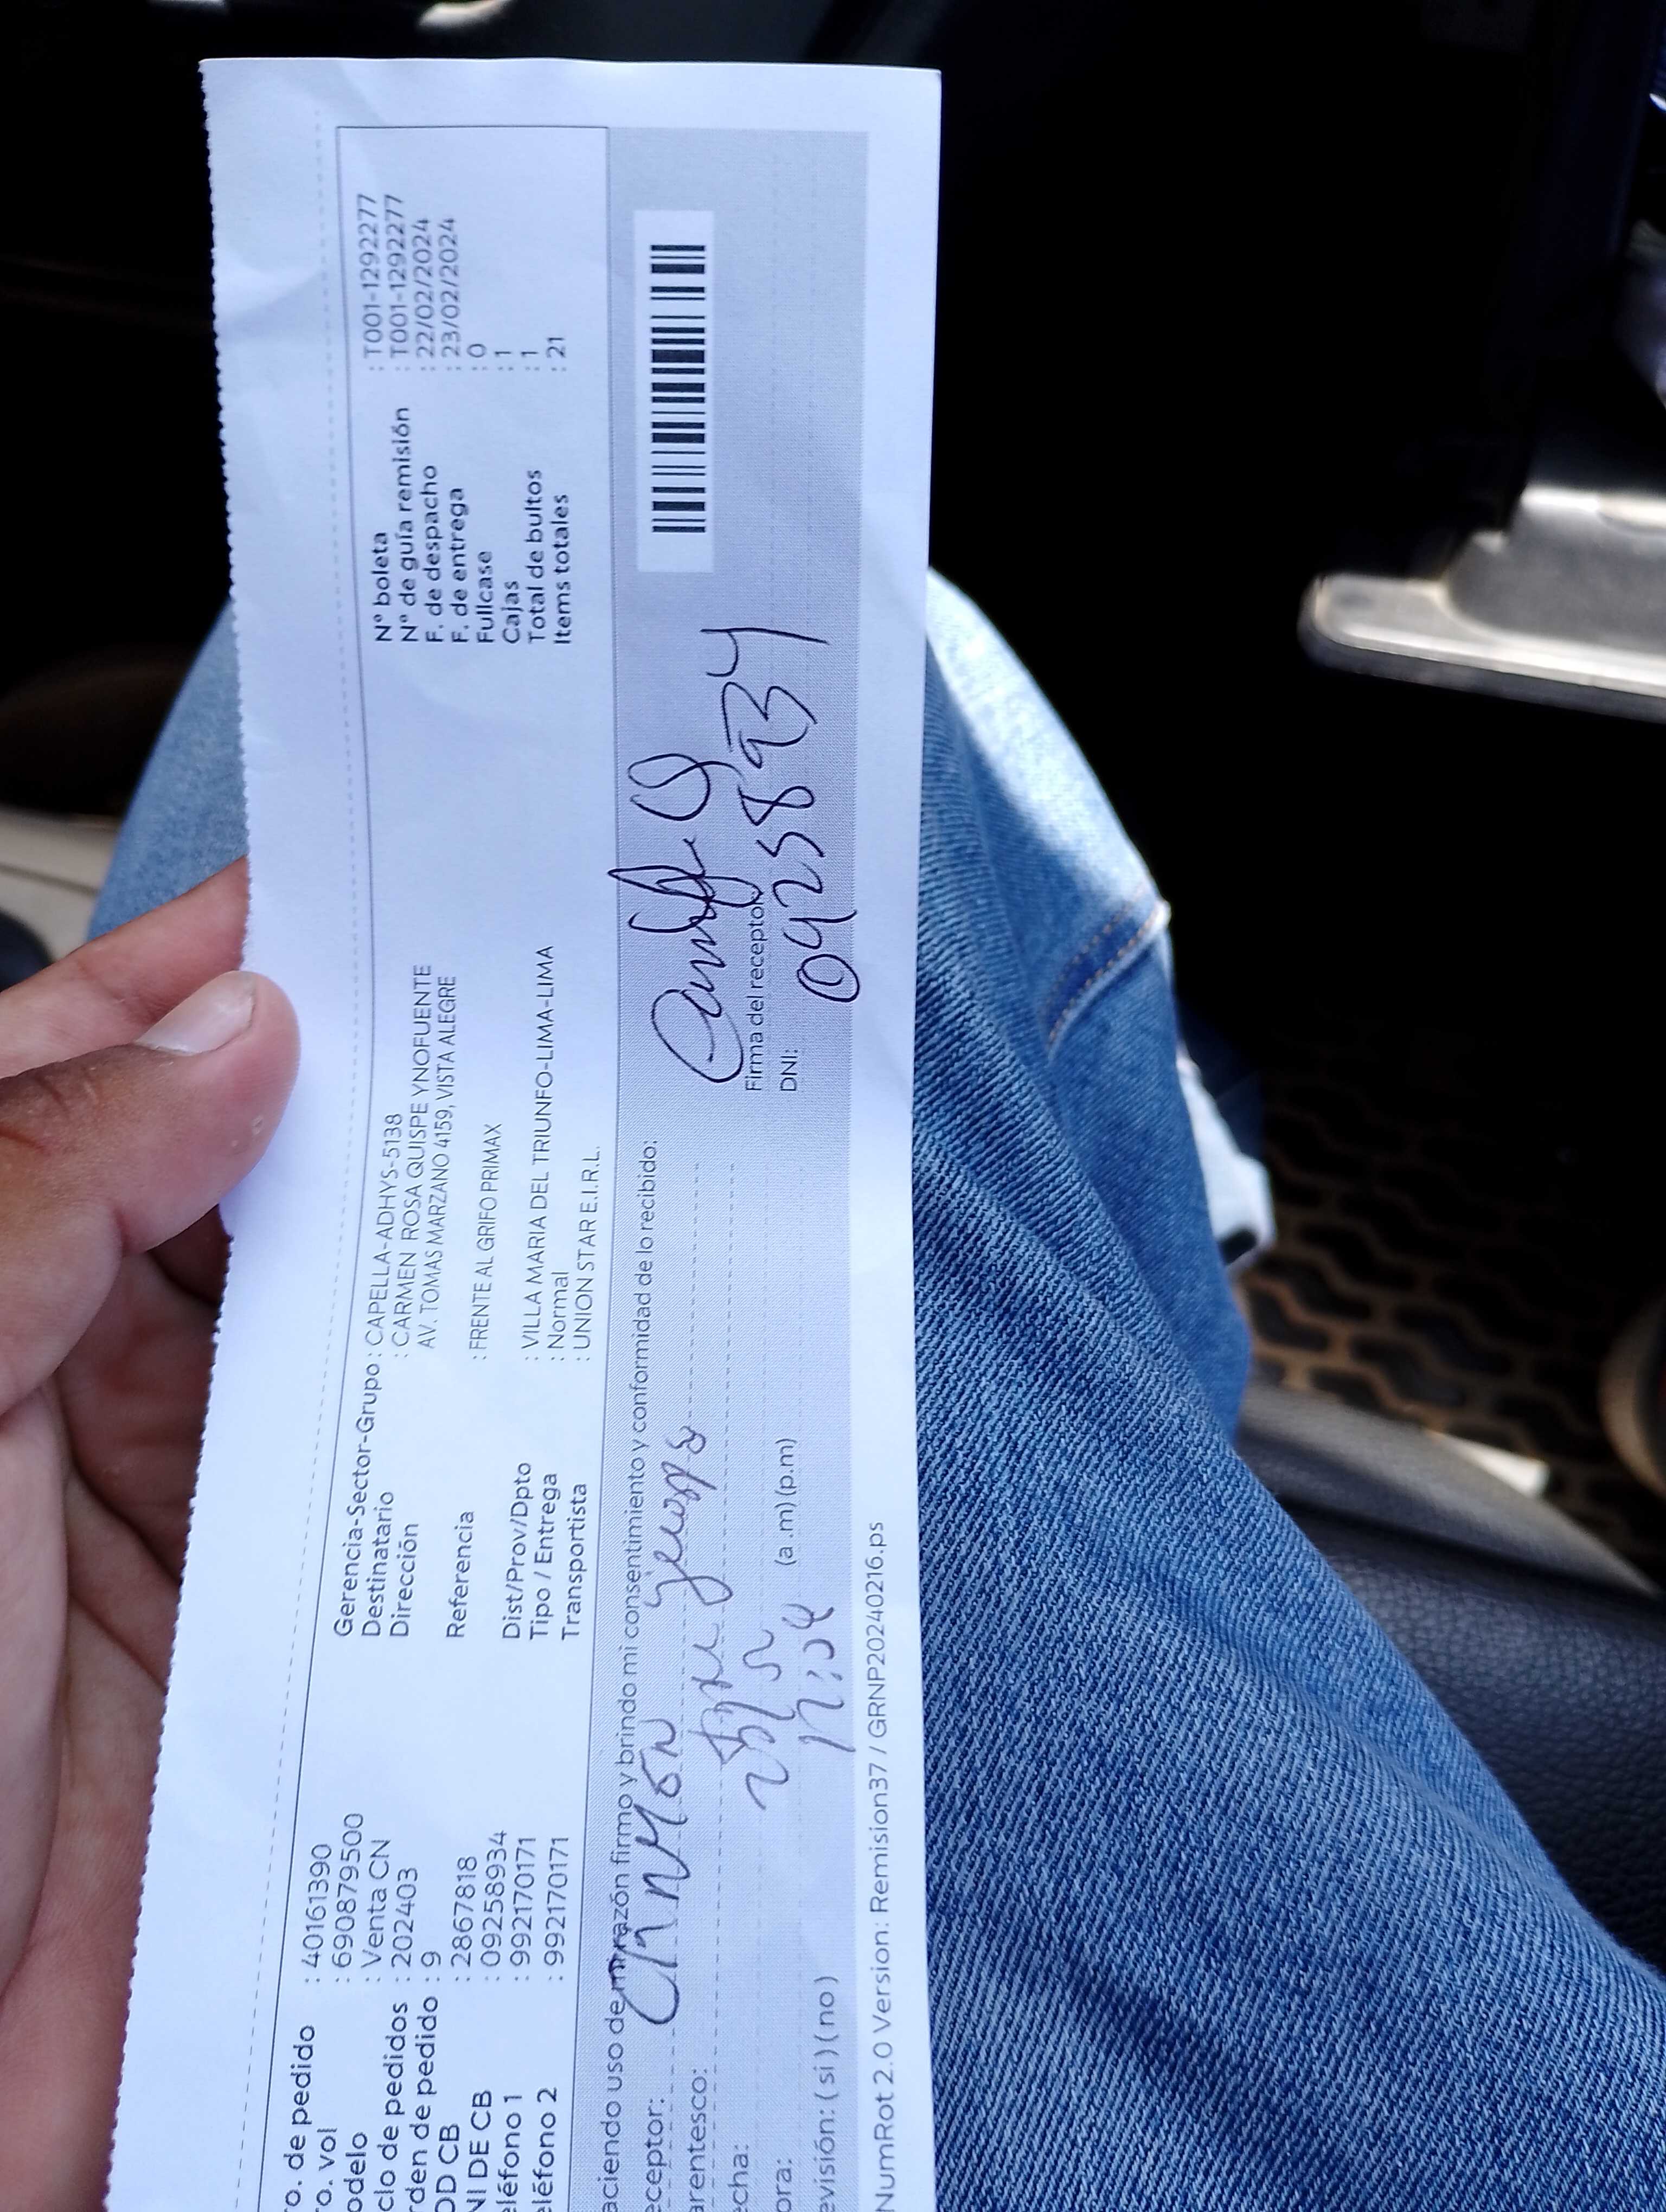 ro. de pedido : 40161390
ro. vol : 690879500
odelo : Venta CN
clo de pedidos : 202403
rden de pedido : 9
OD CB : 28678818
NI DE CB : 09258934
eléfono 1 : 992170171
eléfono 2 : 992170171
Gerencia-Sector-Grupo : CAPELLA-ADHYS-5138
Destinatario : CARMEN ROSA QUISPE YNOFUENTE
Dirección AV. TOMAS MARZANO 4159, VISTA ALEGRE
Referencia : FRENTE AL GRIFO PRIMAX
Dist/Prov/Dpto : VILLA MARIA DEL TRIUNFO-LIMA-LIMA
Tipo / Entrega : Normal
Transportista : UNION STAR E.I.R.L.
N° boleta : T001-1292277
N° de guía remisión : T001-1292277
F. de despacho : 22/02/2024
F. de entrega : 23/02/2024
Fullcase : 0
Cajas : 1
Total de bultos : 1
Items totales : 21
aciendo uso de mi razón firmo y brindo mi consentimiento y conformidad de lo recibido:
eceptor:
arentesco:
echa:
ora: (a.m) (p.m)
evisión: ( si ) ( no )
Firma del receptor:
DNI: 09258934
NumRot 2.0 Version: Remision37 / GRNP20240216.ps